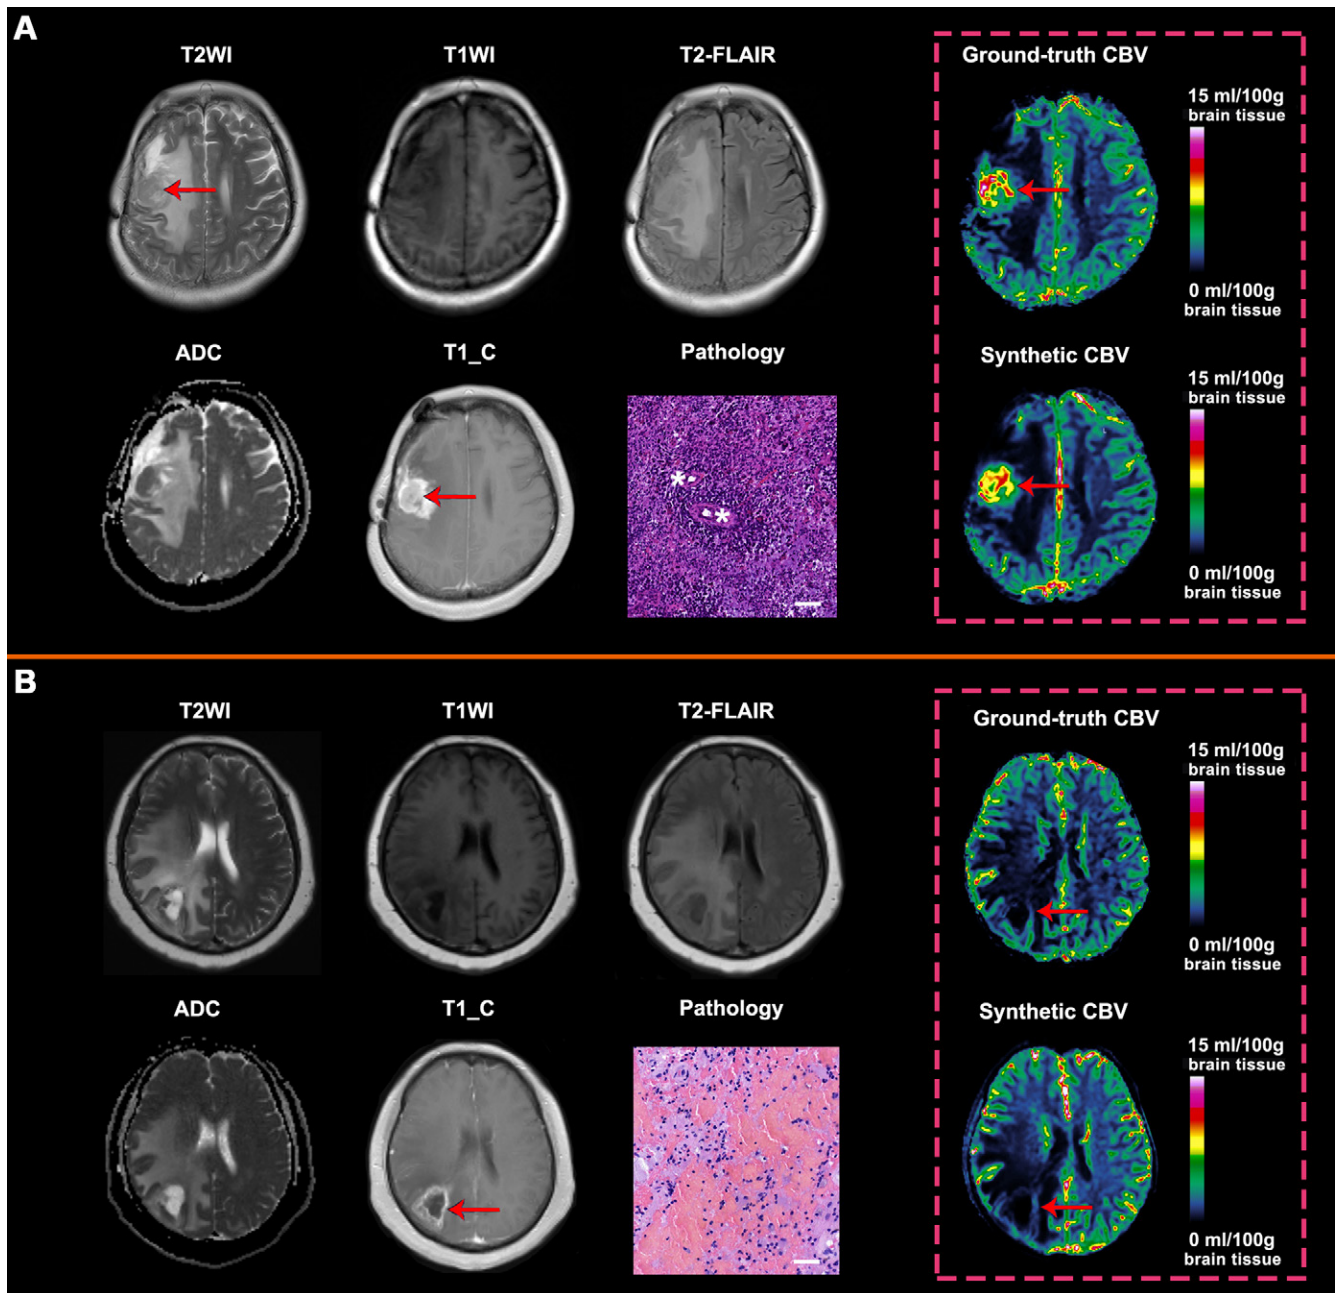 A
T2WI
T1WI
T2-FLAIR
Ground-truth CBV
15 ml/100g
brain tissue
0 ml/100g
brain tissue
ADC
T1_C
Pathology
Synthetic CBV
15 ml/100g
brain tissue
* *
0 ml/100g
brain tissue
B
T2WI
T1WI
T2-FLAIR
Ground-truth CBV
15 ml/100g
brain tissue
0 ml/100g
brain tissue
ADC
T1_C
Pathology
Synthetic CBV
15 ml/100g
brain tissue
0 ml/100g
brain tissue